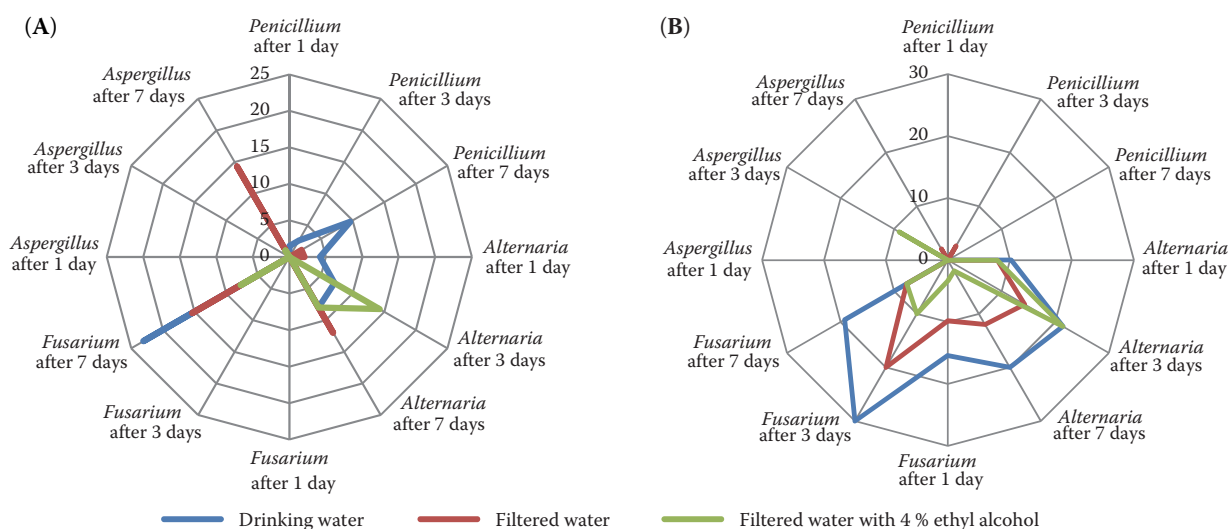 (A)
Penicillium
after 1 day
Penicillium
after 3 days
Penicillium
after 7 days
Alternaria
after 1 day
Alternaria
after 3 days
Alternaria
after 7 days
Fusarium
after 1 day
Fusarium
after 3 days
Fusarium
after 7 days
Aspergillus
after 1 day
Aspergillus
after 3 days
Aspergillus
after 7 days
25
20
15
10
5
0
(B)
Penicillium
after 1 day
Penicillium
after 3 days
Penicillium
after 7 days
Alternaria
after 1 day
Alternaria
after 3 days
Alternaria
after 7 days
Fusarium
after 1 day
Fusarium
after 3 days
Fusarium
after 7 days
Aspergillus
after 1 day
Aspergillus
after 3 days
Aspergillus
after 7 days
30
20
10
0
Drinking water
Filtered water
Filtered water with 4 % ethyl alcohol